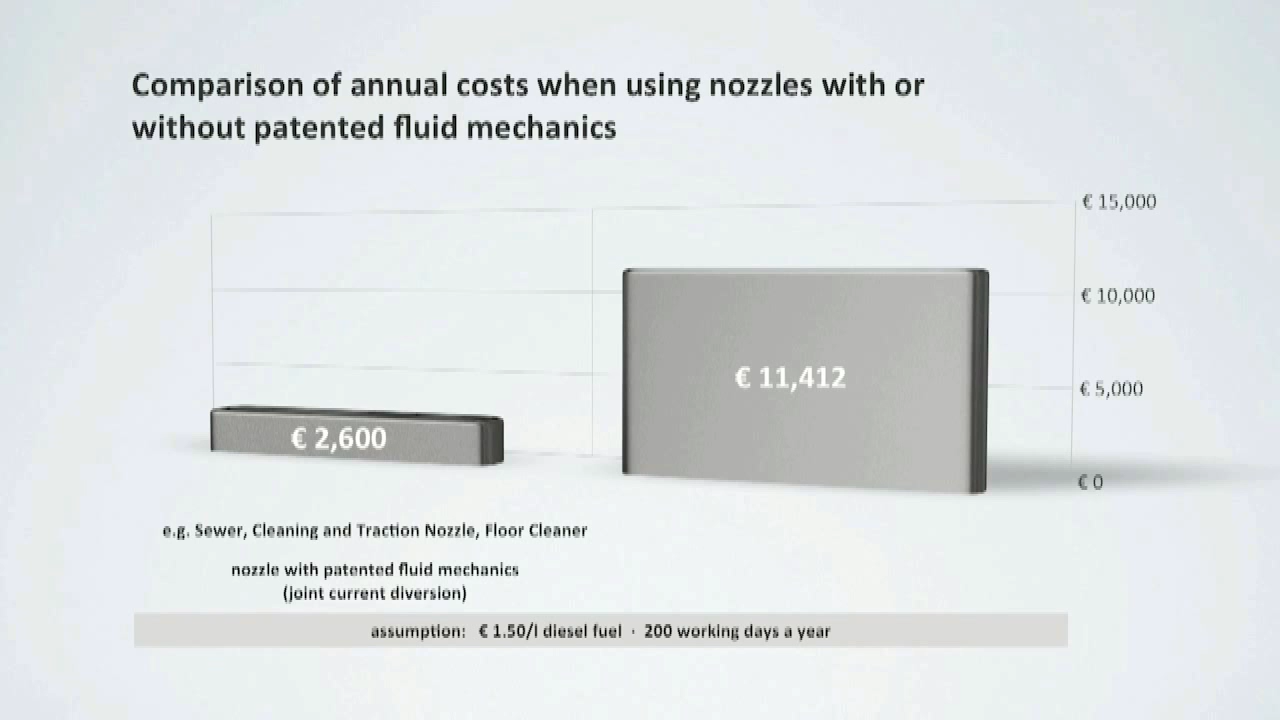 Comparison of annual costs when using nozzles with or
without patented fluid mechanics
€ 15,000
€ 10,000
€ 11,412
€ 5,000
€ 2,600
€ 0
e.g. Sewer, Cleaning and Traction Nozzle, Floor Cleaner
nozzle with patented fluid mechanics
(joint current diversion)
assumption: € 1.50/l diesel fuel · 200 working days a year